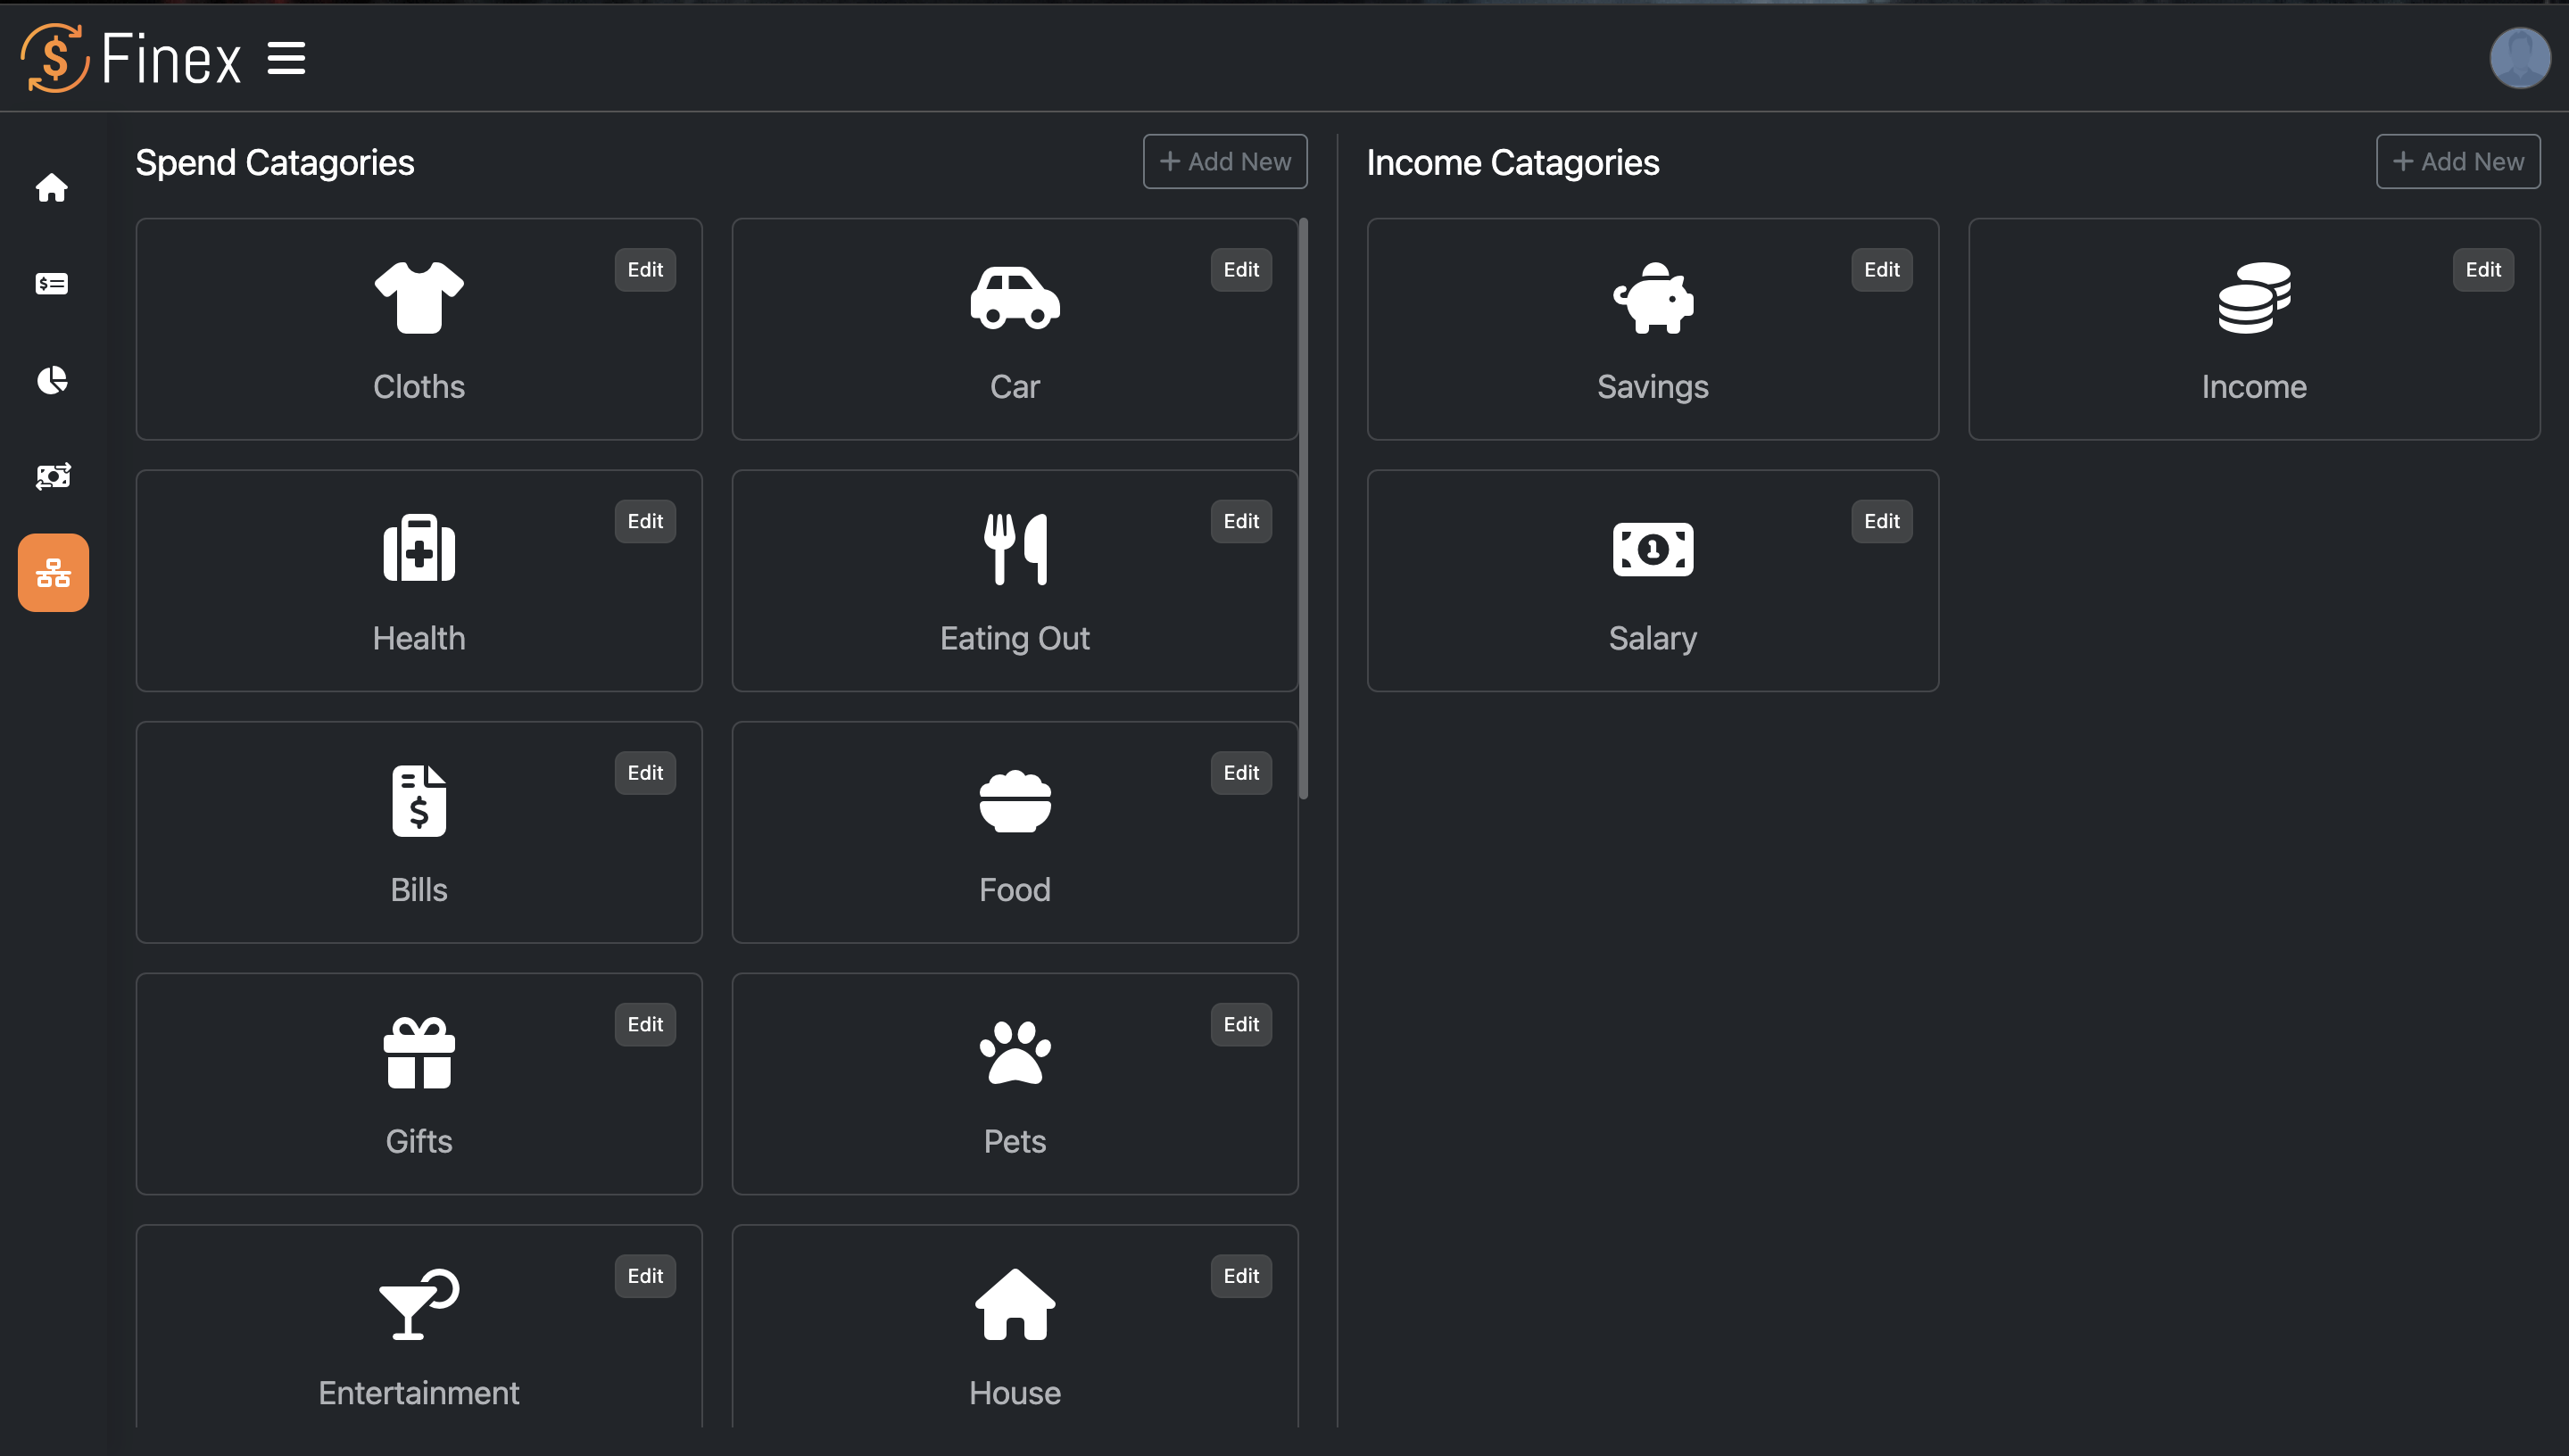 Finex
Spend Catagories
+ Add New
Edit
Cloths
Edit
Car
Edit
Health
Edit
Eating Out
Edit
Bills
Edit
Food
Edit
Gifts
Edit
Pets
Edit
Entertainment
Edit
House
Income Catagories
+ Add New
Edit
Savings
Edit
Income
Edit
Salary